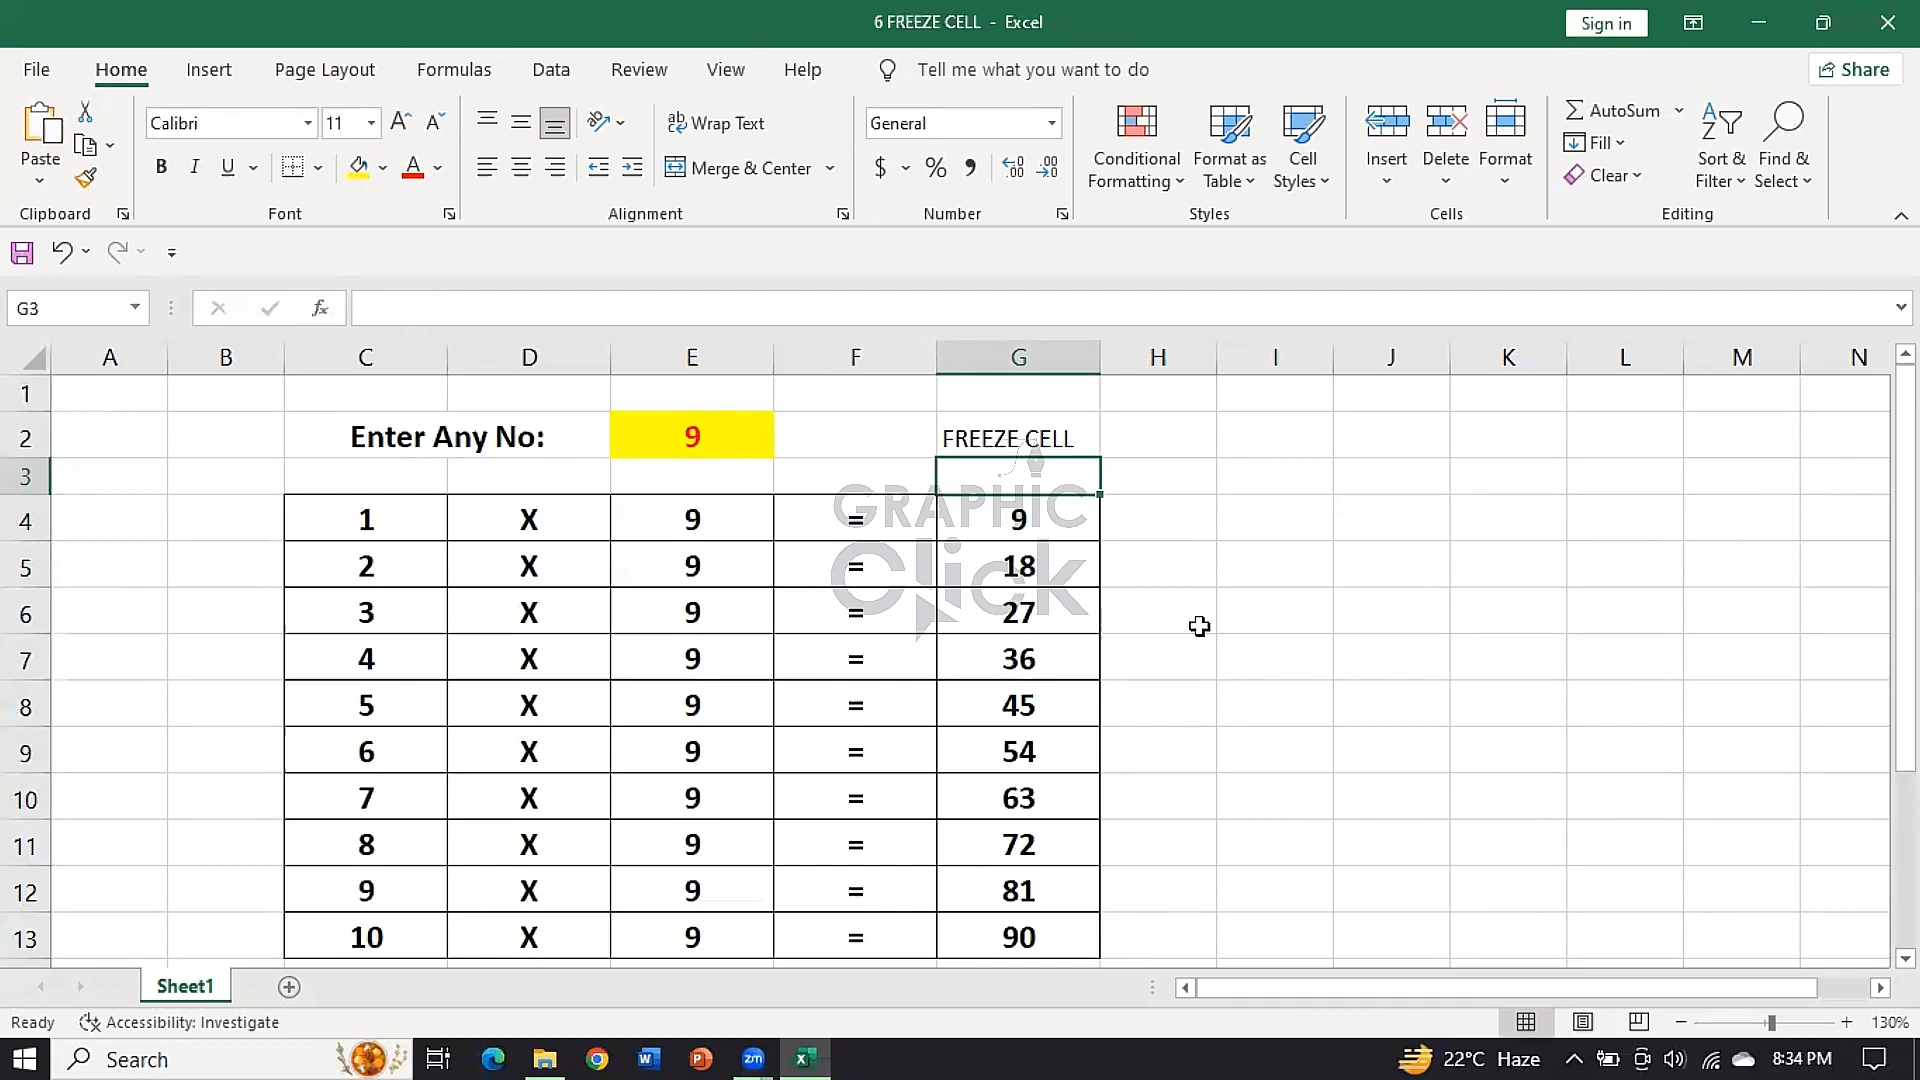 6 FREEZE CELL - Excel
Sign in
File Home Insert Page Layout Formulas Data Review View Help Tell me what you want to do Share
Paste
Calibri 11
B I U
Wrap Text
Merge & Center
General
$ %
Conditional Formatting
Format as Table
Cell Styles
Insert Delete Format
AutoSum
Fill
Clear
Sort & Filter
Find & Select
Clipboard Font Alignment Number Styles Cells Editing
G3 fx
A B C D E F G H I J K L M N
1
2 Enter Any No: 9 FREEZE CELL
3
GRAPHIC
Click
4 1 X 9 = 9
5 2 X 9 = 18
6 3 X 9 = 27
7 4 X 9 = 36
8 5 X 9 = 45
9 6 X 9 = 54
10 7 X 9 = 63
11 8 X 9 = 72
12 9 X 9 = 81
13 10 X 9 = 90
Sheet1
Ready Accessibility: Investigate 130%
Search 22°C Haze 8:34 PM